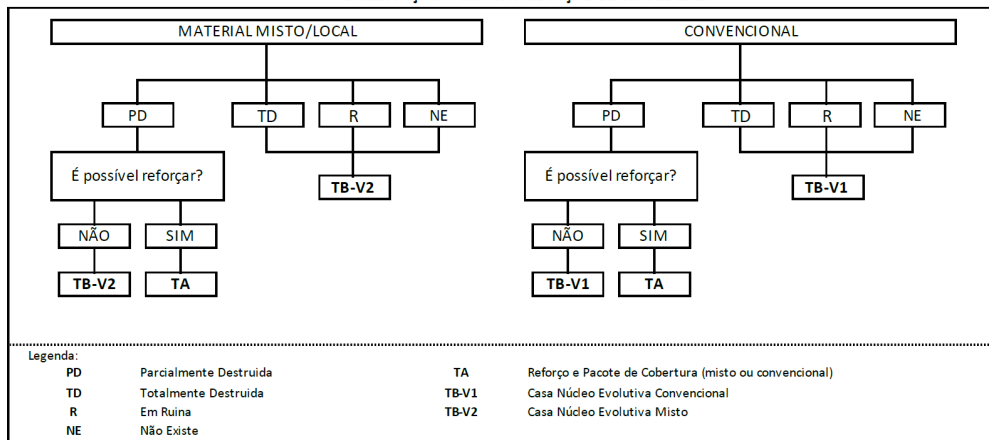 MATERIAL MISTO/LOCAL
CONVENCIONAL
PD
TD
R
NE
PD
TD
R
NE
É possível reforçar?
TB-V2
É possível reforçar?
TB-V1
NÃO
SIM
NÃO
SIM
TB-V2
TA
TB-V1
TA
Legenda:
PD Parcialmente Destruida TA Reforço e Pacote de Cobertura (misto ou convencional)
TD Totalmente Destruida TB-V1 Casa Núcleo Evolutiva Convencional
R Em Ruina TB-V2 Casa Núcleo Evolutiva Misto
NE Não Existe